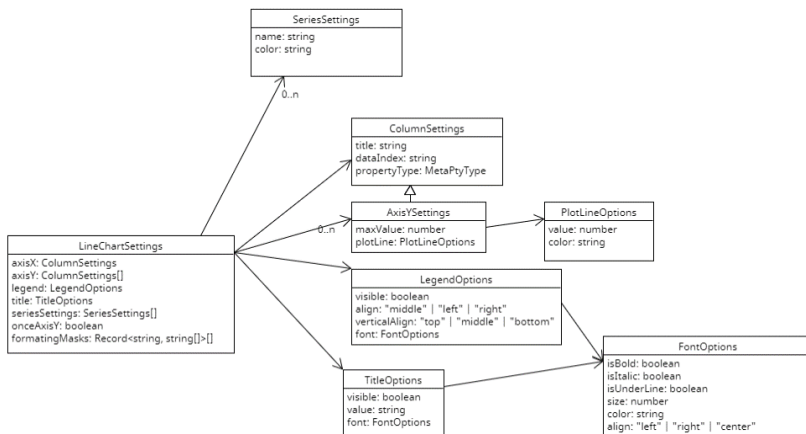 SeriesSettings
name: string
color: string
0..n
ColumnSettings
title: string
dataIndex: string
propertyType: MetaPtyType
AxisYSettings
maxValue: number
plotLine: PlotLineOptions
0..n
PlotLineOptions
value: number
color: string
LineChartSettings
axisX: ColumnSettings
axisY: ColumnSettings[]
legend: LegendOptions
title: TitleOptions
seriesSettings: SeriesSettings[]
onceAxisY: boolean
formatingMasks: Record<string, string[]>[]
LegendOptions
visible: boolean
align: "middle" | "left" | "right"
verticalAlign: "top" | "middle" | "bottom"
font: FontOptions
TitleOptions
visible: boolean
value: string
font: FontOptions
FontOptions
isBold: boolean
isItalic: boolean
isUnderLine: boolean
size: number
color: string
align: "left" | "right" | "center"